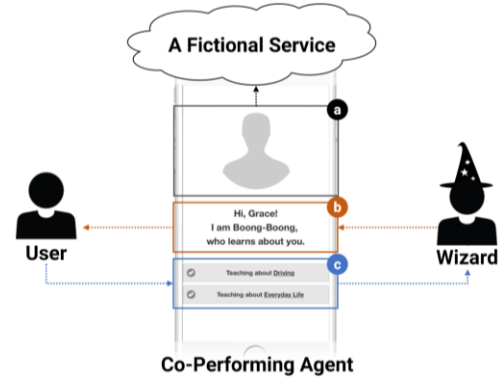 A Fictional Service
a
b
Hi, Grace!
I am Boong-Boong,
who learns about you.
User
Wizard
c
Teaching about Driving
Teaching about Everyday Life
Co-Performing Agent